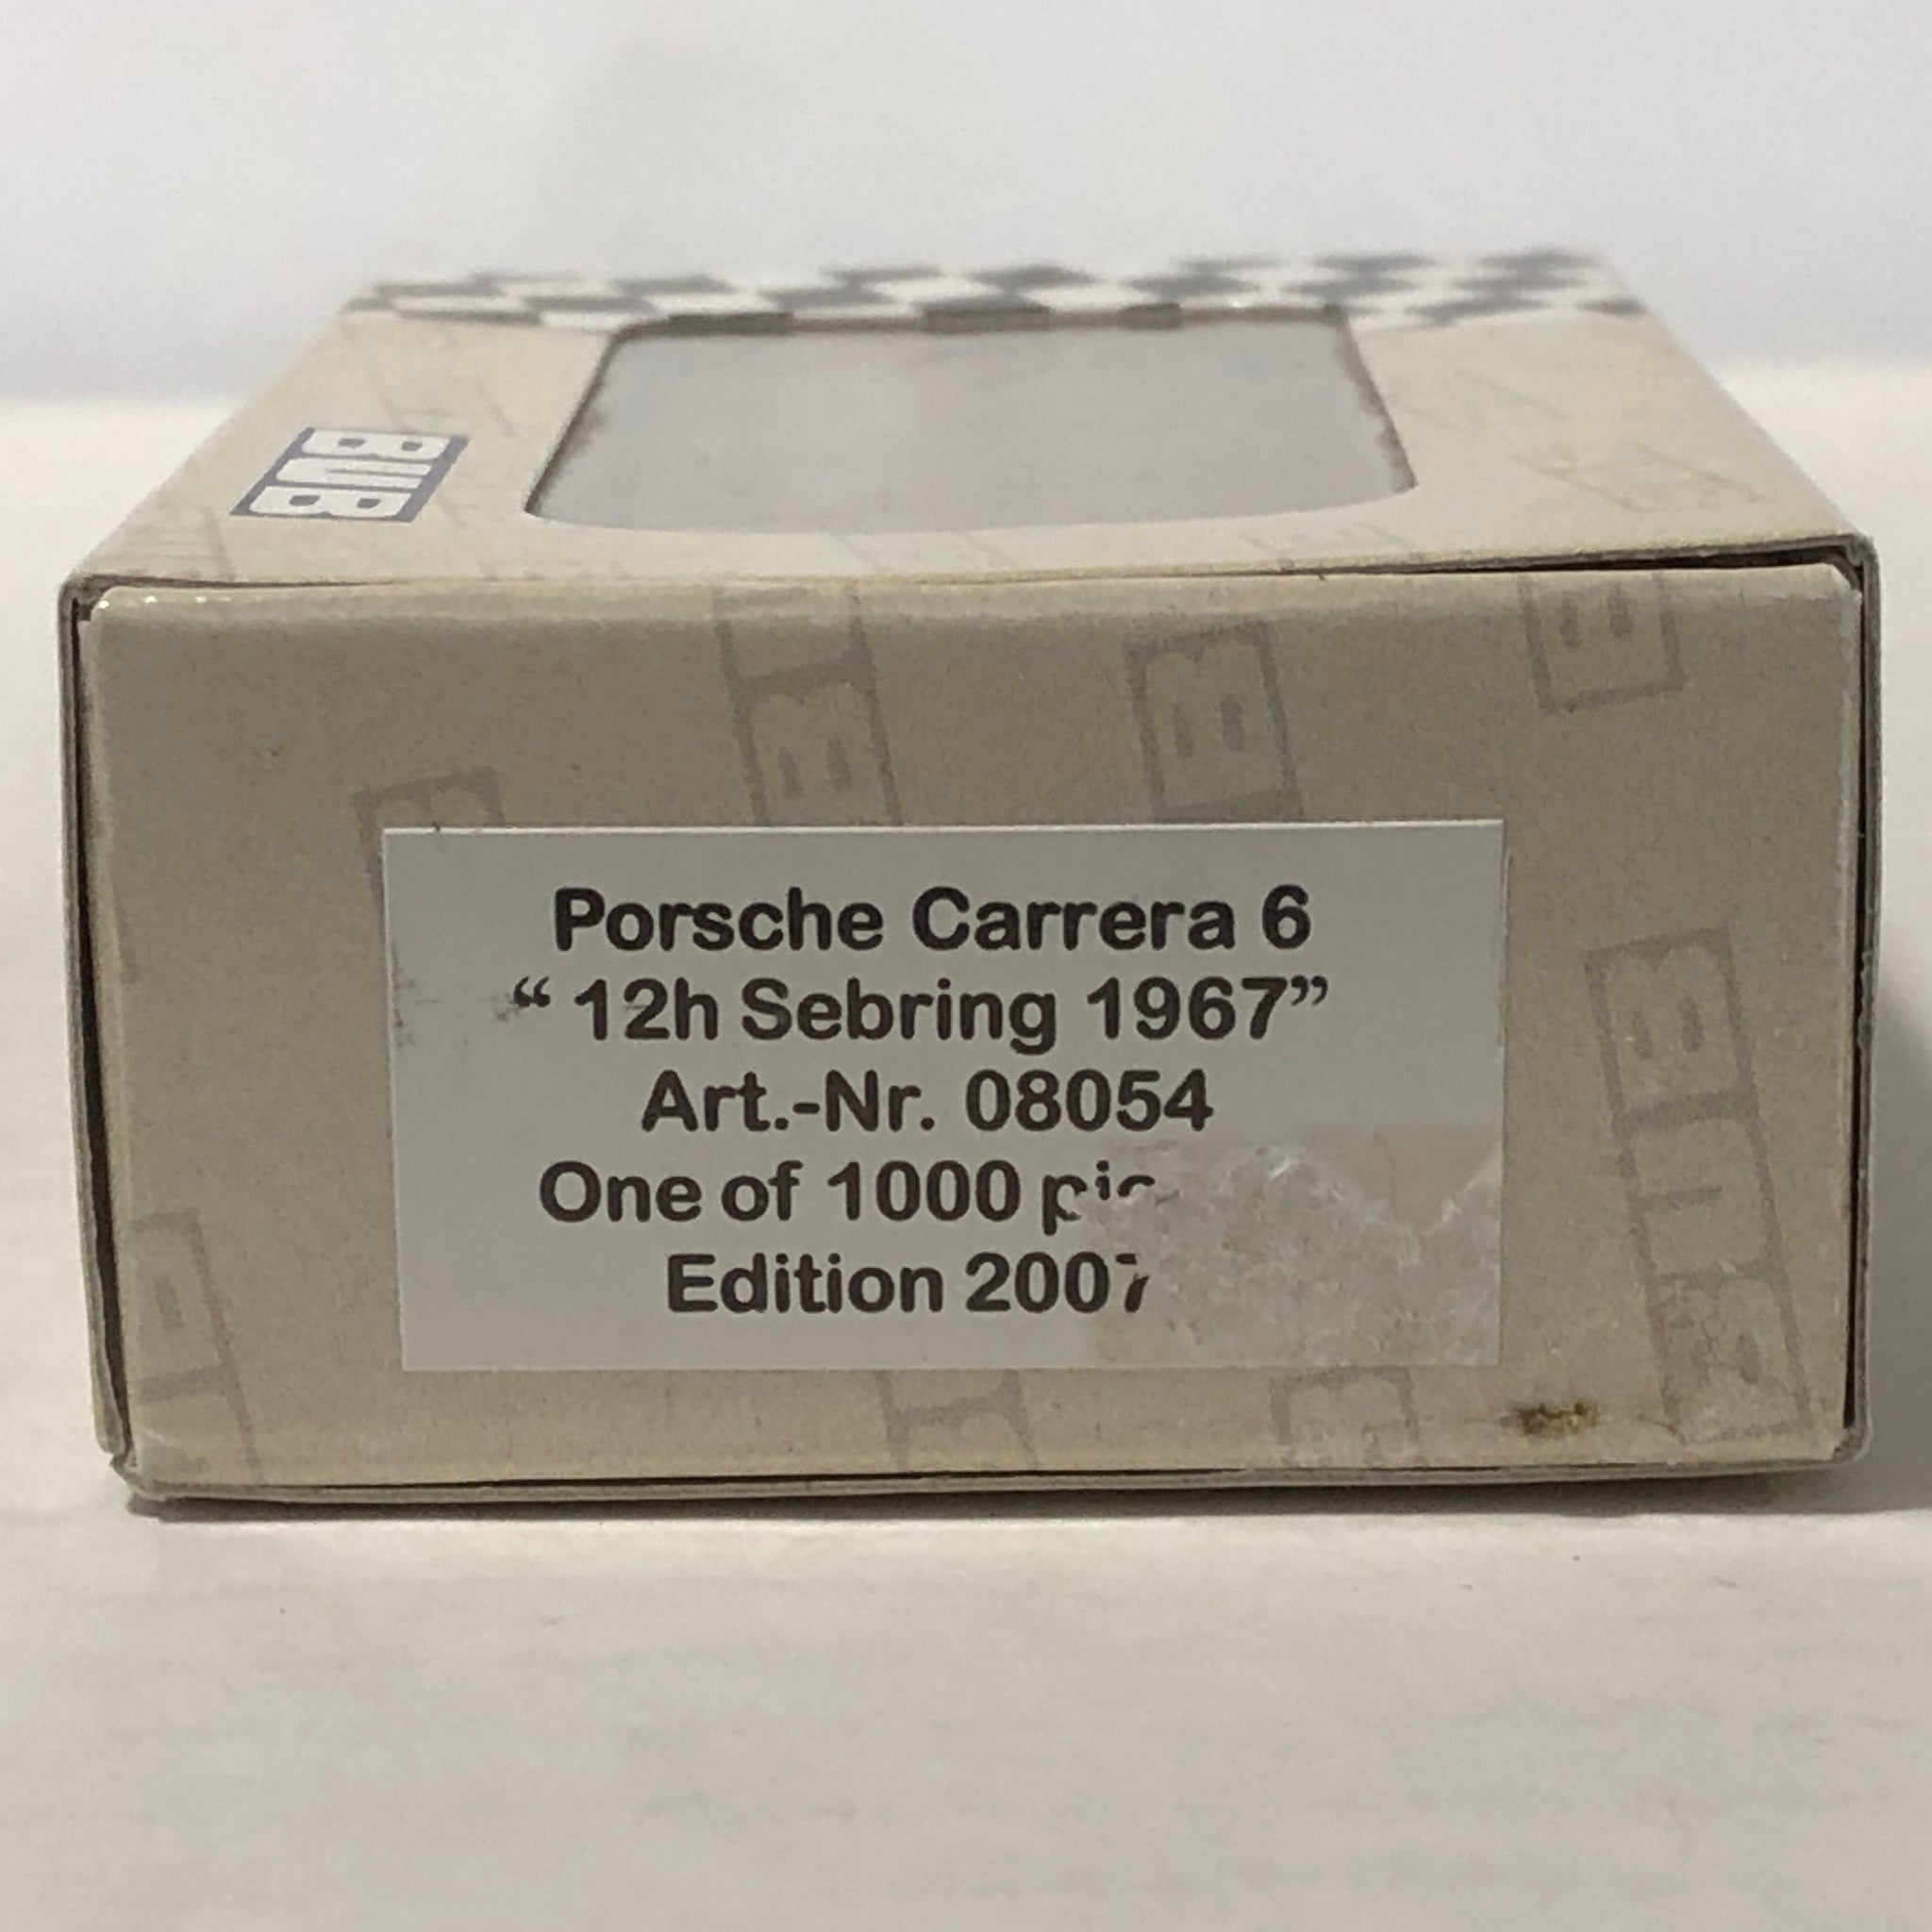 BUB
Porsche Carrera 6
“ 12h Sebring 1967”
Art.-Nr. 08054
One of 1000
Edition 2007